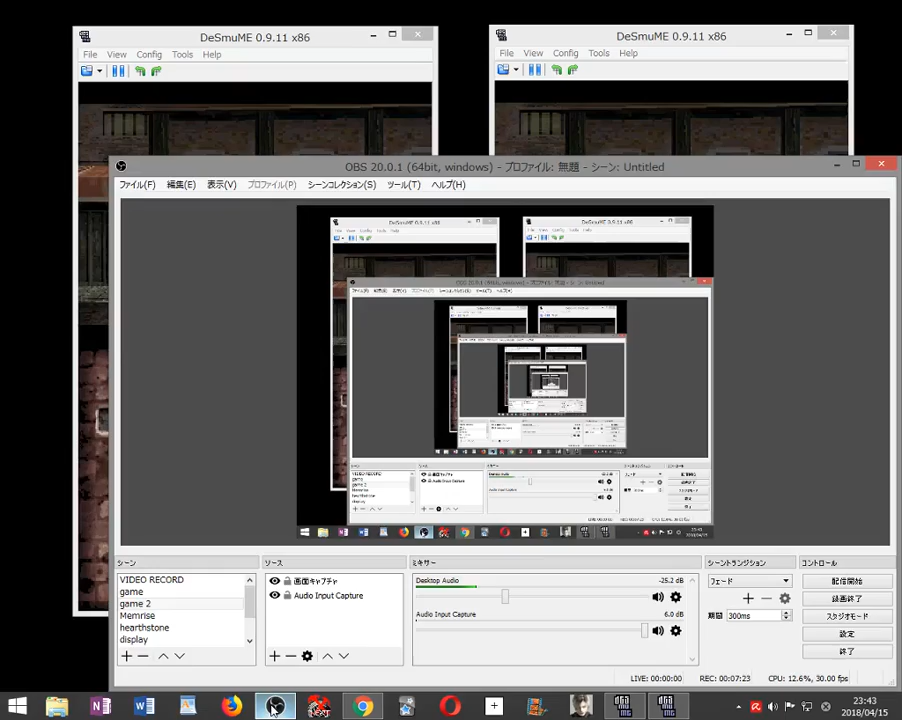 DeSmuME 0.9.11 x86
File View Config Tools Help
DeSmuME 0.9.11 x86
File View Config Tools Help
OBS 20.0.1 (64bit, windows) - プロファイル: 無題 - シーン: Untitled
ファイル(F) 編集(E) 表示(V) プロファイル(P) シーンコレクション(S) ツール(T) ヘルプ(H)
シーン
VIDEO RECORD
game
game 2
Memrise
hearthstone
display
ソース
画面キャプチャ
Audio Input Capture
ミキサー
Desktop Audio -25.2 dB
Audio Input Capture 6.0 dB
シーントランジション
フェード
期間 300ms
コントロール
配信開始
録画終了
スタジオモード
設定
終了
LIVE: 00:00:00 REC: 00:07:23 CPU: 12.6%, 30.00 fps
23:43
2018/04/15